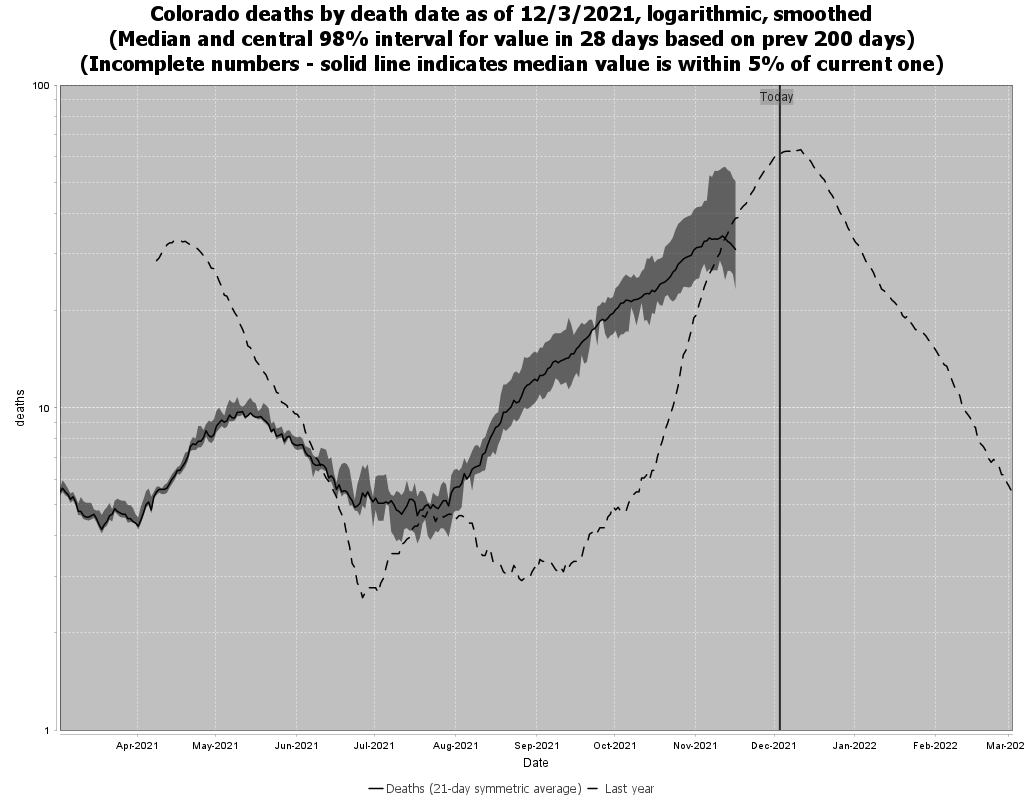 Colorado deaths by death date as of 12/3/2021, logarithmic, smoothed
(Median and central 98% interval for value in 28 days based on prev 200 days)
(Incomplete numbers - solid line indicates median value is within 5% of current one)
100
Today
deaths
10
1
Apr-2021 May-2021 Jun-2021 Jul-2021 Aug-2021 Sep-2021 Oct-2021 Nov-2021 Dec-2021 Jan-2022 Feb-2022 Mar-202
Date
Deaths (21-day symmetric average) Last year